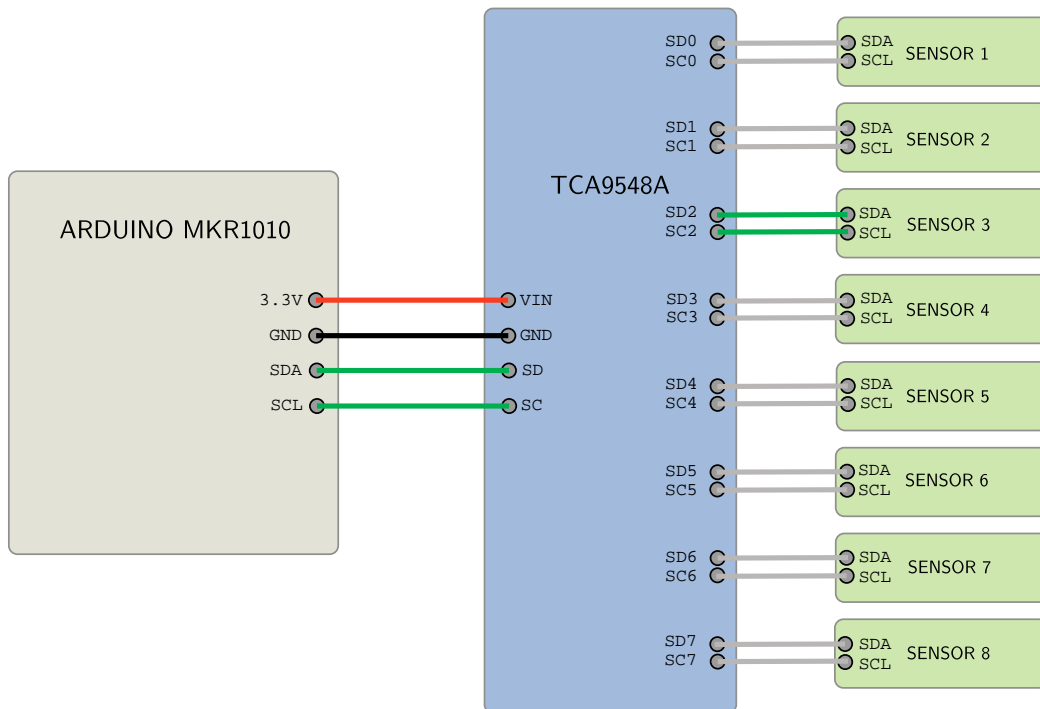 ARDUINO MKR1010
3.3V
GND
SDA
SCL
TCA9548A
VIN
GND
SD
SC
SD0
SC0
SD1
SC1
SD2
SC2
SD3
SC3
SD4
SC4
SD5
SC5
SD6
SC6
SD7
SC7
SDA
SCL
SENSOR 1
SDA
SCL
SENSOR 2
SDA
SCL
SENSOR 3
SDA
SCL
SENSOR 4
SDA
SCL
SENSOR 5
SDA
SCL
SENSOR 6
SDA
SCL
SENSOR 7
SDA
SCL
SENSOR 8